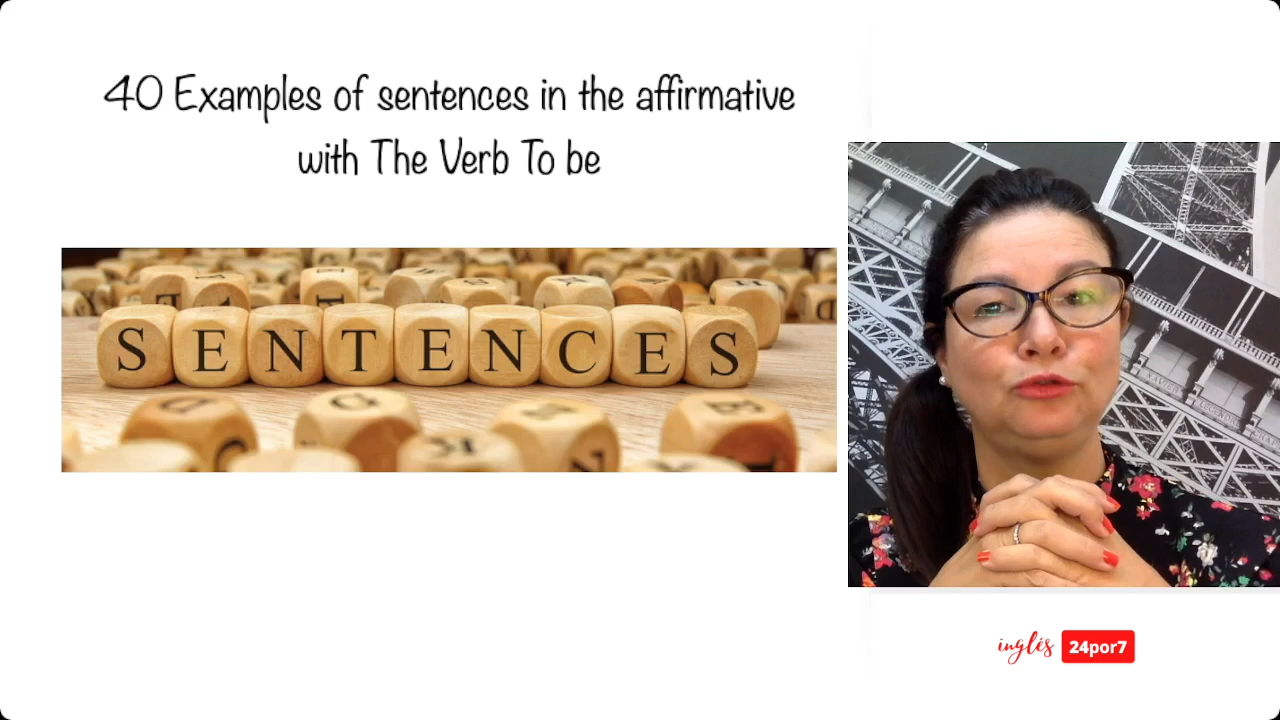 40 Examples of sentences in the affirmative
with The Verb To be
SENTENCES
inglés 24por7